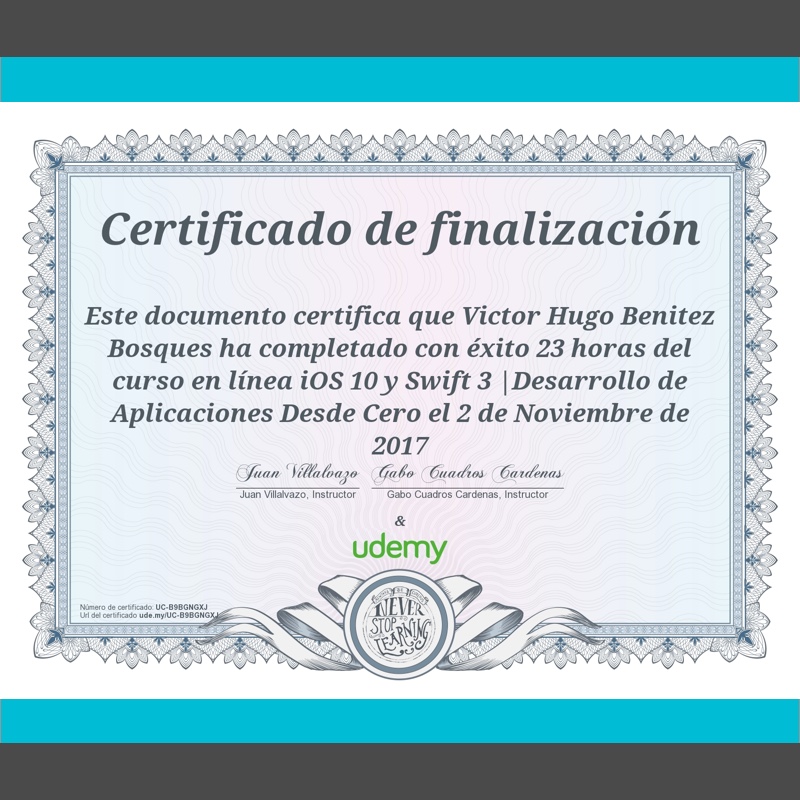 Certificado de finalización
Este documento certifica que Victor Hugo Benitez
Bosques ha completado con éxito 23 horas del
curso en línea iOS 10 y Swift 3 |Desarrollo de
Aplicaciones Desde Cero el 2 de Noviembre de
2017
Juan Villalvazo Gabo Cuadros Cardenas
Juan Villalvazo, Instructor Gabo Cuadros Cardenas, Instructor
&
udemy
Número de certificado: UC-B9BGNGXJ
Url del certificado ude.my/UC-B9BGNGXJ
NEVER
STOP
LEARNING